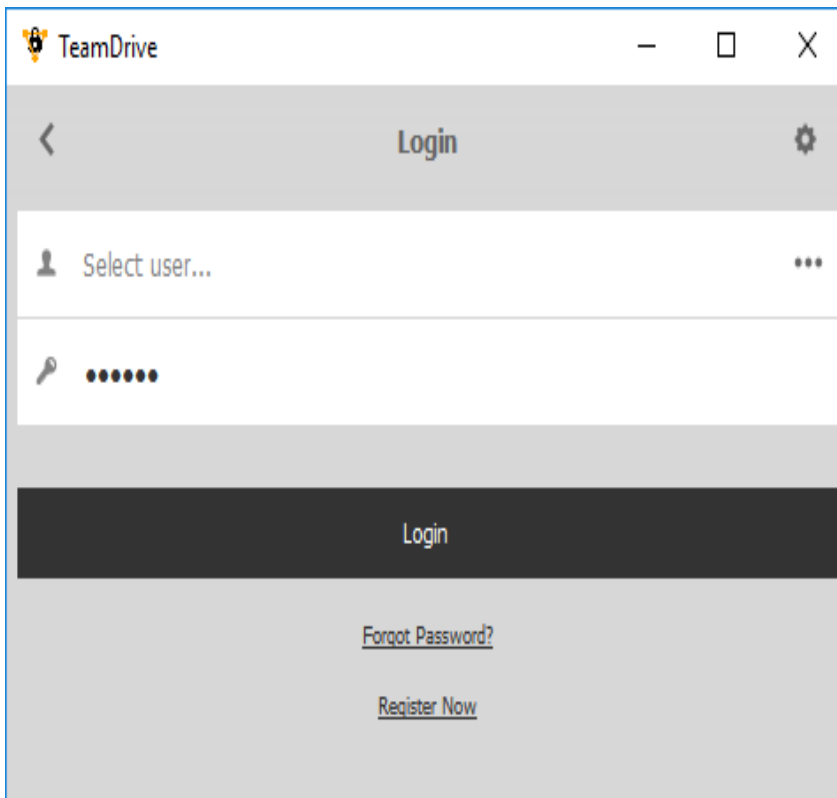 TeamDrive
Login
Select user...
••••••
Login
Forgot Password?
Register Now